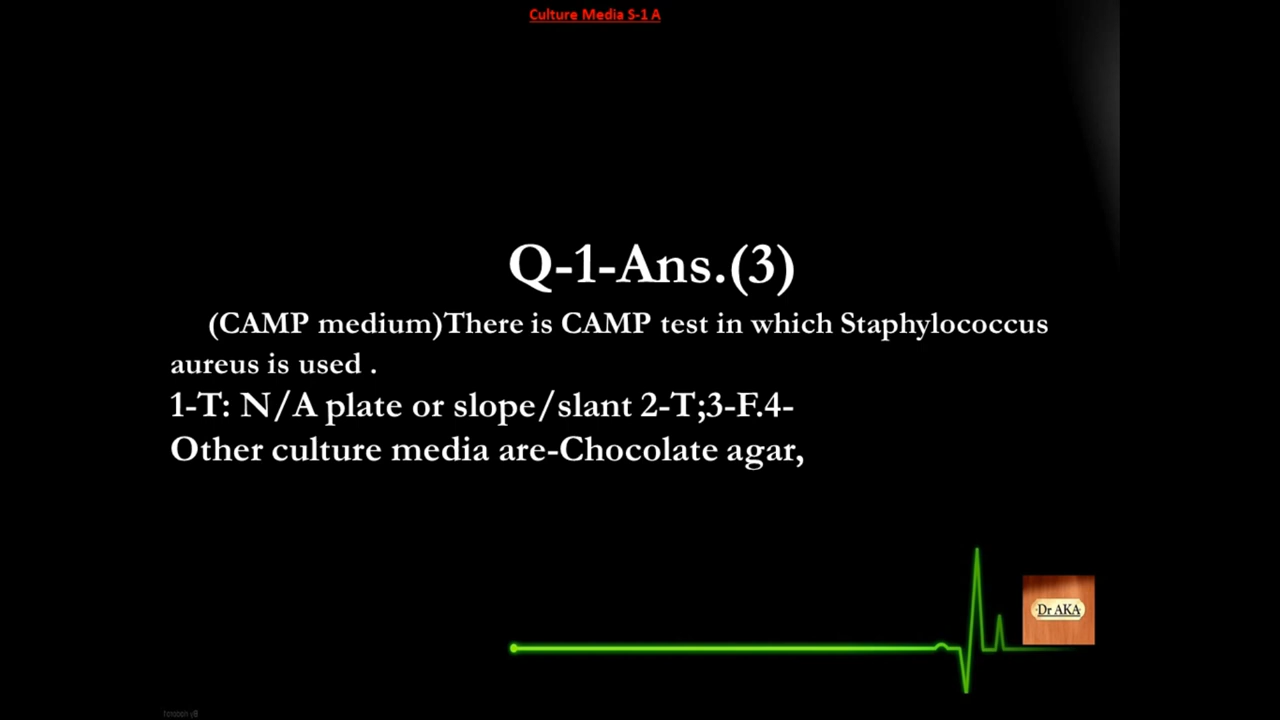 Culture Media S-1 A
Q-1-Ans.(3)
(CAMP medium)There is CAMP test in which Staphylococcus
aureus is used .
1-T: N/A plate or slope/slant 2-T;3-F.4-
Other culture media are-Chocolate agar,
Dr AKA